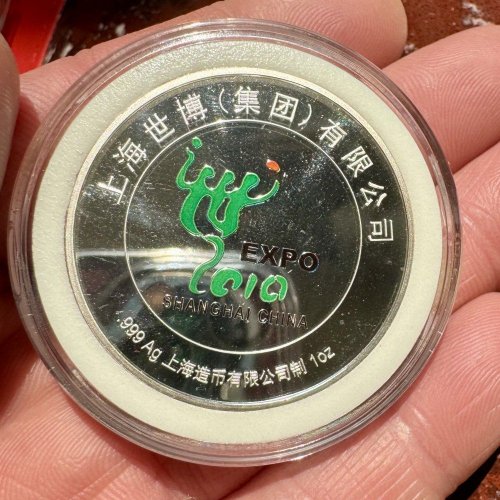 上海世博(集团)有限公司
EXPO
2010
SHANGHAI CHINA
.999 Ag 上海造币有限公司制 1oz